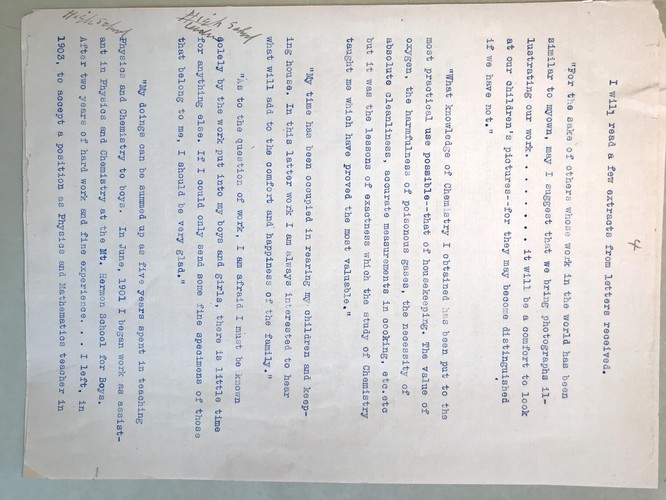 4
I will read a few extracts from letters received.
"For the sake of others whose work in the world has been
similar to myown, may I suggest that we bring photographs il-
lustrating our work. . . . . . . . it will be a comfort to look
at our children's pictures--for they may become distinguished
if we have not."
"What knowledge of Chemistry I obtained has been put to the
most practical use possible--that of housekeeping. The value of
oxygen, the harmfulness of poisonous gases, the necessity of
absolute cleanliness, accurate measurements in cooking, etc.etc
but it was the lessons of exactness which the study of Chemistry
taught me which have proved the most valuable."
"My time has been occupied in rearing my children and keep-
ing house. In this latter work I am always interested to hear
what will add to the comfort and happiness of the family."
"As to the question of work, I am afraid I must be known
solely by the work put into my boys and girls, there is little time
for anything else. If I could only send some fine specimens of those
that belong to me, I should be very glad."
High School
"My doings can be summed up as five years spent in teaching
Physics and Chemistry to boys. In June, 1901 I began work as assist-
ant in Physics and Chemistry at the Mt. Hermon School for Boys.
After two years of hard work and fine experience. . . I left, in
1903, to accept a position as Physics and Mathematics teacher in
High School